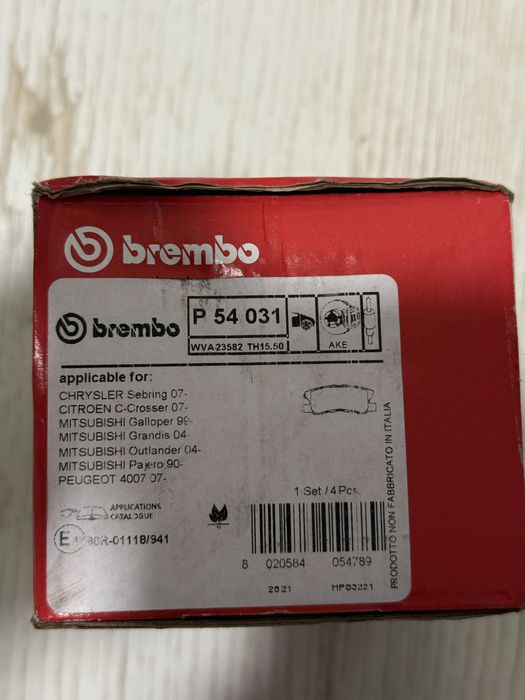 brembo
brembo
P 54 031
WVA 23582 TH15.50
AKE
applicable for:
CHRYSLER Sebring 07-
CITROEN C-Crosser 07-
MITSUBISHI Galloper 99-
MITSUBISHI Grandis 04-
MITSUBISHI Outlander 04-
MITSUBISHI Pajero 90-
PEUGEOT 4007 07-
1 Set / 4 Pcs.
APPLICATIONS
CATALOGUE
E 90R-01118/941
8 020584 054789
2021
PRODOTTO NON FABBRICATO IN ITALIA